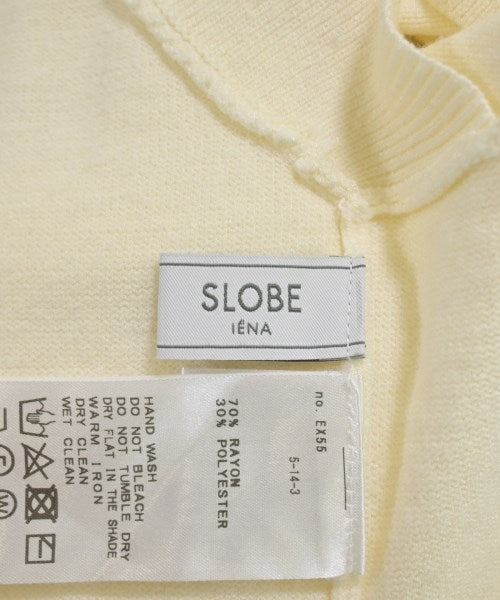 SLOBE
IÉNA
no. EX55
5-14-3
70% RAYON
30% POLYESTER
HAND WASH
DO NOT BLEACH
DO NOT TUMBLE DRY
DRY FLAT IN THE SHADE
WARM IRON
DRY CLEAN
WET CLEAN